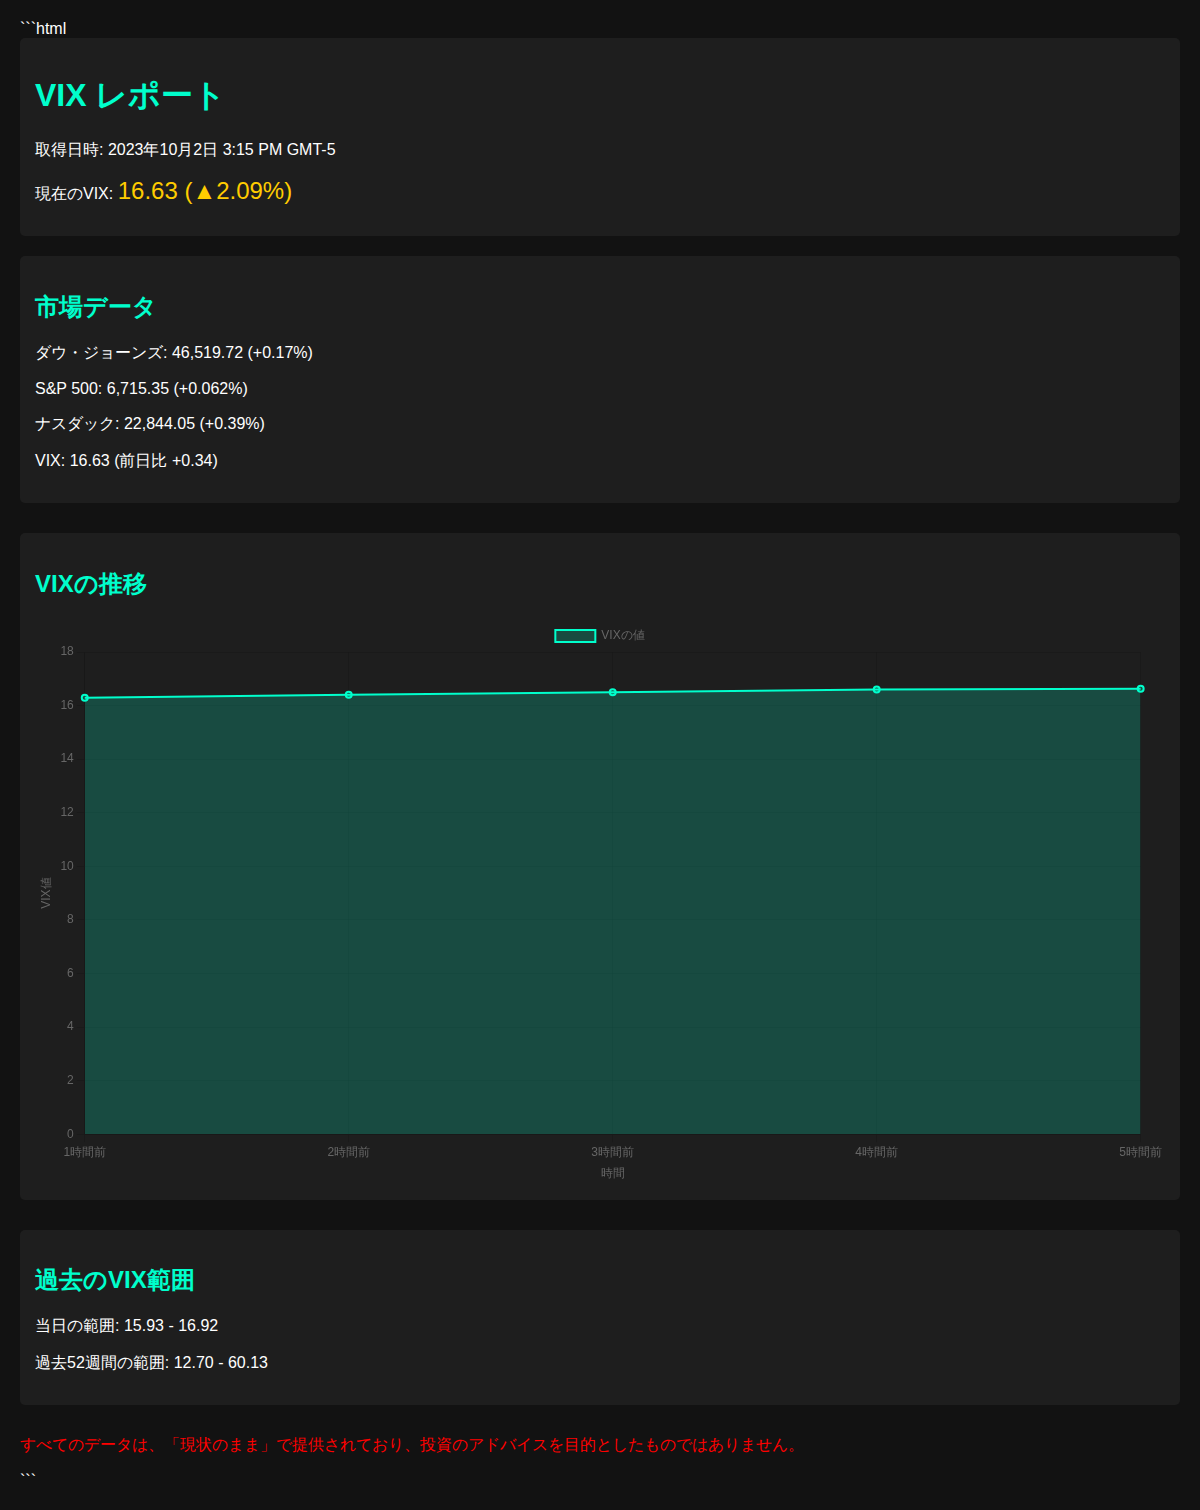 ```html
VIX レポート
取得日時: 2023年10月2日 3:15 PM GMT-5
現在のVIX: 16.63 (▲2.09%)
市場データ
ダウ・ジョーンズ: 46,519.72 (+0.17%)
S&P 500: 6,715.35 (+0.062%)
ナスダック: 22,844.05 (+0.39%)
VIX: 16.63 (前日比 +0.34)
VIXの推移
VIXの値
18
16
14
12
10
8
6
4
2
0
VIX値
1時間前 2時間前 3時間前 4時間前 5時間前
時間
過去のVIX範囲
当日の範囲: 15.93 - 16.92
過去52週間の範囲: 12.70 - 60.13
すべてのデータは、「現状のまま」で提供されており、投資のアドバイスを目的としたものではありません。
```